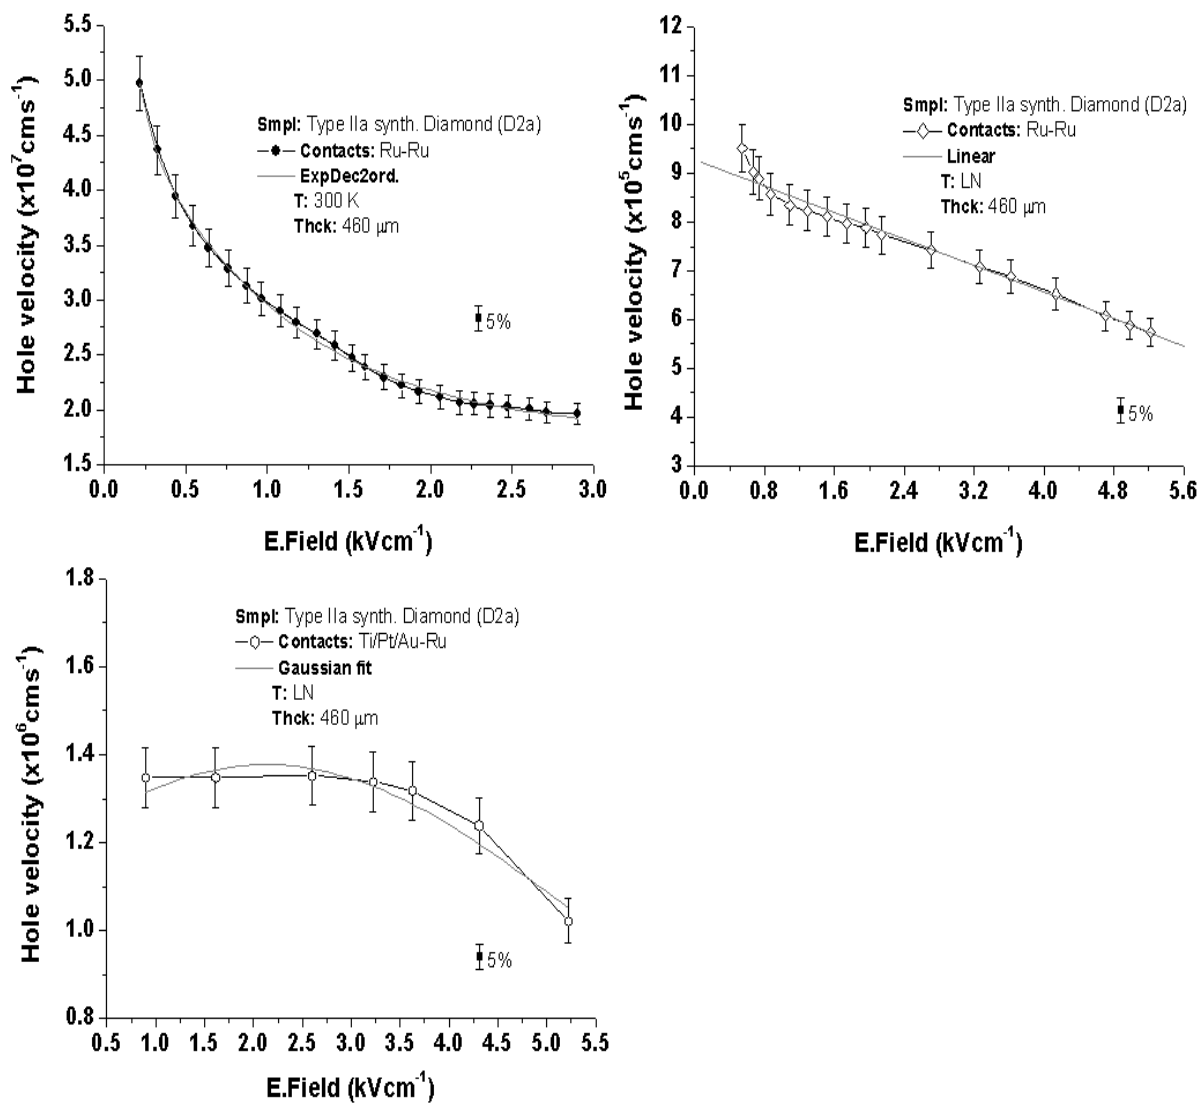 5.5
5.0
4.5
4.0
3.5
3.0
2.5
2.0
1.5
Hole velocity (x10⁷cms⁻¹)
Smpl: Type IIa synth. Diamond (D2a)
Contacts: Ru-Ru
ExpDec2ord.
T: 300 K
Thck: 460 μm
5%
0.0 0.5 1.0 1.5 2.0 2.5 3.0
E.Field (kVcm⁻¹)
12
11
10
9
8
7
6
5
4
3
Hole velocity (x10⁵cms⁻¹)
Smpl: Type IIa synth. Diamond (D2a)
Contacts: Ru-Ru
Linear
T: LN
Thck: 460 μm
5%
0.0 0.8 1.6 2.4 3.2 4.0 4.8 5.6
E.Field (kVcm⁻¹)
1.8
1.6
1.4
1.2
1.0
0.8
Hole velocity (x10⁶cms⁻¹)
Smpl: Type IIa synth. Diamond (D2a)
Contacts: Ti/Pt/Au-Ru
Gaussian fit
T: LN
Thck: 460 μm
5%
0.5 1.0 1.5 2.0 2.5 3.0 3.5 4.0 4.5 5.0 5.5
E.Field (kVcm⁻¹)